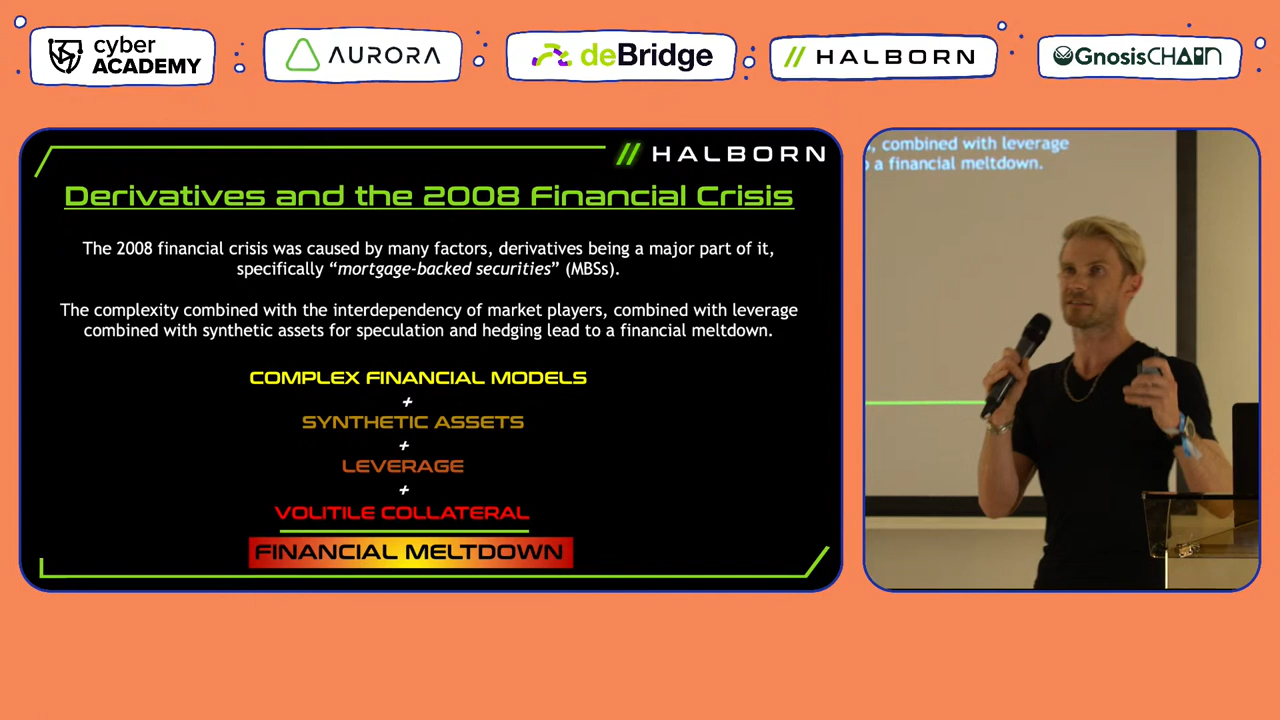 cyber
ACADEMY
AURORA
deBridge
// HALBORN
GnosisCHAIN
// HALBORN
Derivatives and the 2008 Financial Crisis
The 2008 financial crisis was caused by many factors, derivatives being a major part of it,
specifically “mortgage-backed securities” (MBSs).
The complexity combined with the interdependency of market players, combined with leverage
combined with synthetic assets for speculation and hedging lead to a financial meltdown.
COMPLEX FINANCIAL MODELS
+
SYNTHETIC ASSETS
+
LEVERAGE
+
VOLITILE COLLATERAL
FINANCIAL MELTDOWN
, combined with leverage
a financial meltdown.